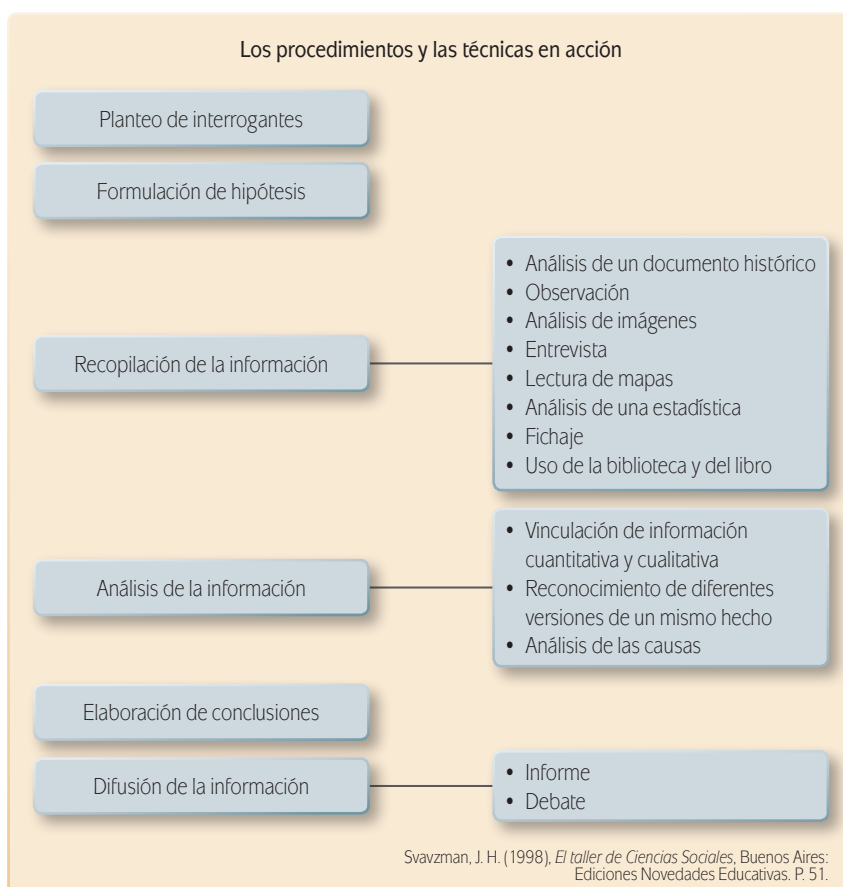 Los procedimientos y las técnicas en acción
Planteo de interrogantes
Formulación de hipótesis
Recopilación de la información
• Análisis de un documento histórico
• Observación
• Análisis de imágenes
• Entrevista
• Lectura de mapas
• Análisis de una estadística
• Fichaje
• Uso de la biblioteca y del libro
Análisis de la información
• Vinculación de información
cuantitativa y cualitativa
• Reconocimiento de diferentes
versiones de un mismo hecho
• Análisis de las causas
Elaboración de conclusiones
Difusión de la información
• Informe
• Debate
Svavzman, J. H. (1998), El taller de Ciencias Sociales, Buenos Aires:
Ediciones Novedades Educativas. P. 51.